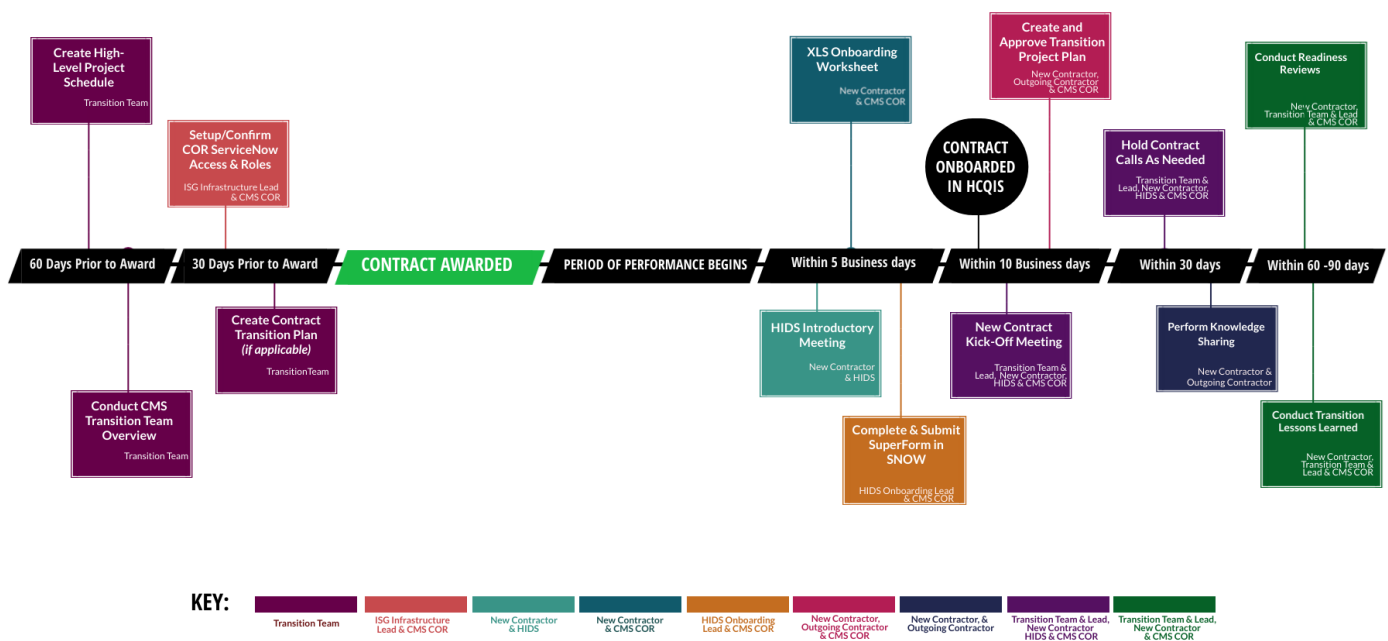 Create High-
Level Project
Schedule
Transition Team
Setup/Confirm
COR ServiceNow
Access & Roles
ISG Infrastructure Lead
& CMS COR
XLS Onboarding
Worksheet
New Contractor
& CMS COR
CONTRACT
ONBOARDED
IN HCQIS
Create and
Approve Transition
Project Plan
New Contractor,
Outgoing Contractor
& CMS COR
Hold Contract
Calls As Needed
Transition Team &
Lead, New Contractor,
HIDS & CMS COR
Conduct Readiness
Reviews
New Contractor,
Transition Team & Lead
& CMS COR
60 Days Prior to Award
30 Days Prior to Award
CONTRACT AWARDED
PERIOD OF PERFORMANCE BEGINS
Within 5 Business days
Within 10 Business days
Within 30 days
Within 60 -90 days
Conduct CMS
Transition Team
Overview
Transition Team
Create Contract
Transition Plan
(if applicable)
TransitionTeam
HIDS Introductory
Meeting
New Contractor
& HIDS
Complete & Submit
SuperForm in
SNOW
HIDS Onboarding Lead
& CMS COR
New Contract
Kick-Off Meeting
Transition Team &
Lead, New Contractor,
HIDS & CMS COR
Perform Knowledge
Sharing
New Contractor &
Outgoing Contractor
Conduct Transition
Lessons Learned
New Contractor,
Transition Team &
Lead & CMS COR
KEY:
Transition Team
ISG Infrastructure
Lead & CMS COR
New Contractor
& HIDS
New Contractor
& CMS COR
HIDS Onboarding
Lead & CMS COR
New Contractor,
Outgoing Contractor
& CMS COR
New Contractor, &
Outgoing Contractor
Transition Team & Lead,
New Contractor
HIDS & CMS COR
Transition Team & Lead,
New Contractor
& CMS COR